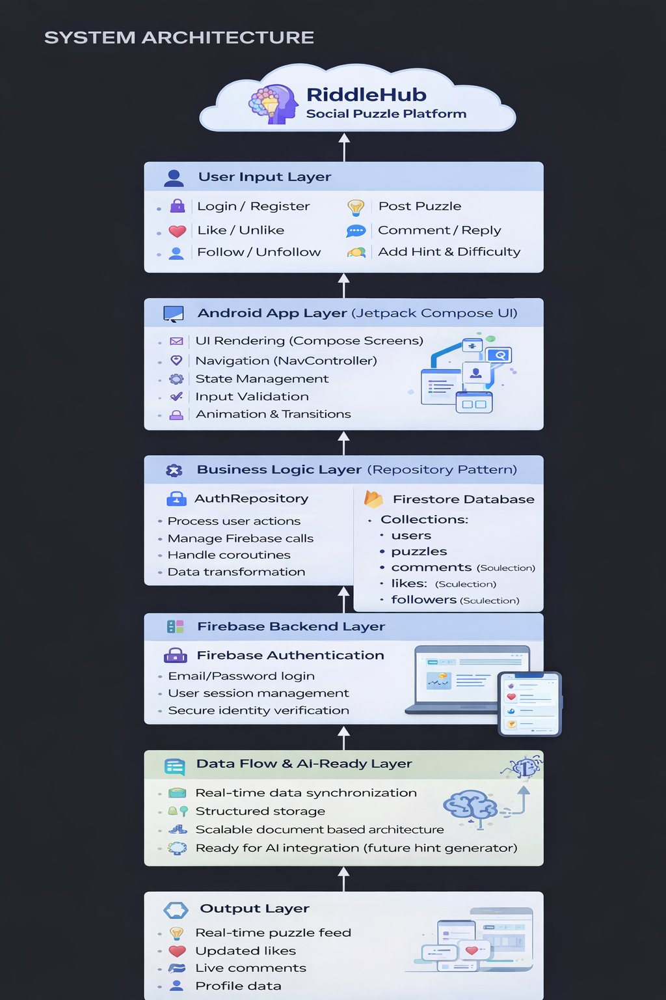 SYSTEM ARCHITECTURE
RiddleHub
Social Puzzle Platform
User Input Layer
Login / Register
Post Puzzle
Like / Unlike
Comment / Reply
Follow / Unfollow
Add Hint & Difficulty
Android App Layer (Jetpack Compose UI)
UI Rendering (Compose Screens)
Navigation (NavController)
State Management
Input Validation
Animation & Transitions
Business Logic Layer (Repository Pattern)
AuthRepository
• Process user actions
• Manage Firebase calls
• Handle coroutines
• Data transformation
Firestore Database
• Collections:
• users
• puzzles
• comments (Soulection)
• likes: (Sculection)
• followers (Soulection)
Firebase Backend Layer
Firebase Authentication
• Email/Password login
• User session management
• Secure identity verification
Data Flow & Ai-Ready Layer
• Real-time data synchronization
• Structured storage
• Scalable document based architecture
• Ready for AI integration (future hint generator)
Output Layer
• Real-time puzzle feed
• Updated likes
• Live comments
• Profile data